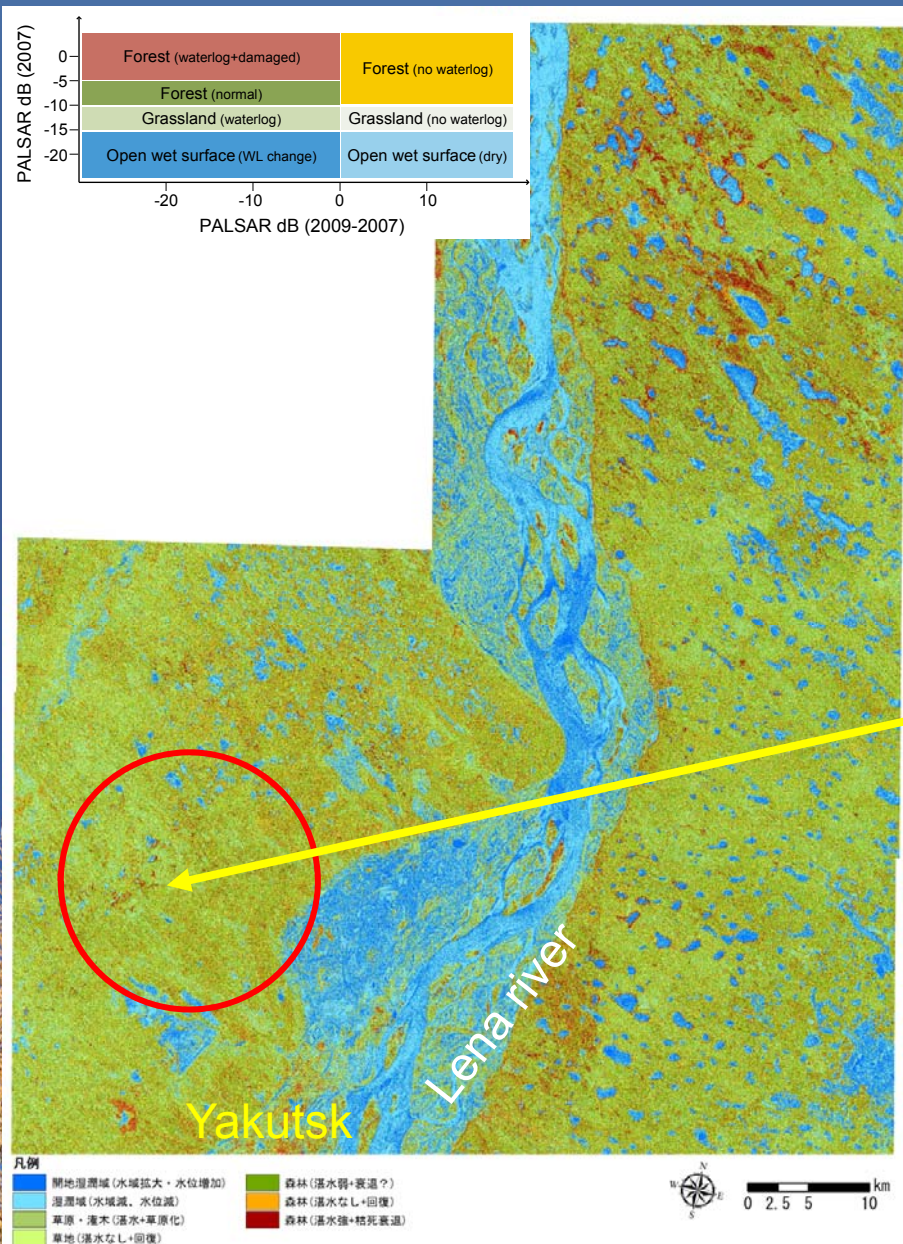 PALSAR dB (2007)
0
-5
-10
-15
-20
Forest (waterlog+damaged)
Forest (no waterlog)
Forest (normal)
Grassland (waterlog)
Grassland (no waterlog)
Open wet surface (WL change)
Open wet surface (dry)
-20
-10
0
10
PALSAR dB (2009-2007)
Lena river
Yakutsk
凡例
開地湿潤域(水域拡大・水位増加)
湿潤域(水域減、水位減)
草原・灌木(湛水+草原化)
草地(湛水なし+回復)
森林(湛水弱+衰退?)
森林(湛水なし+回復)
森林(湛水強+枯死衰退)
N
W
E
S
km
0 2.5 5 10